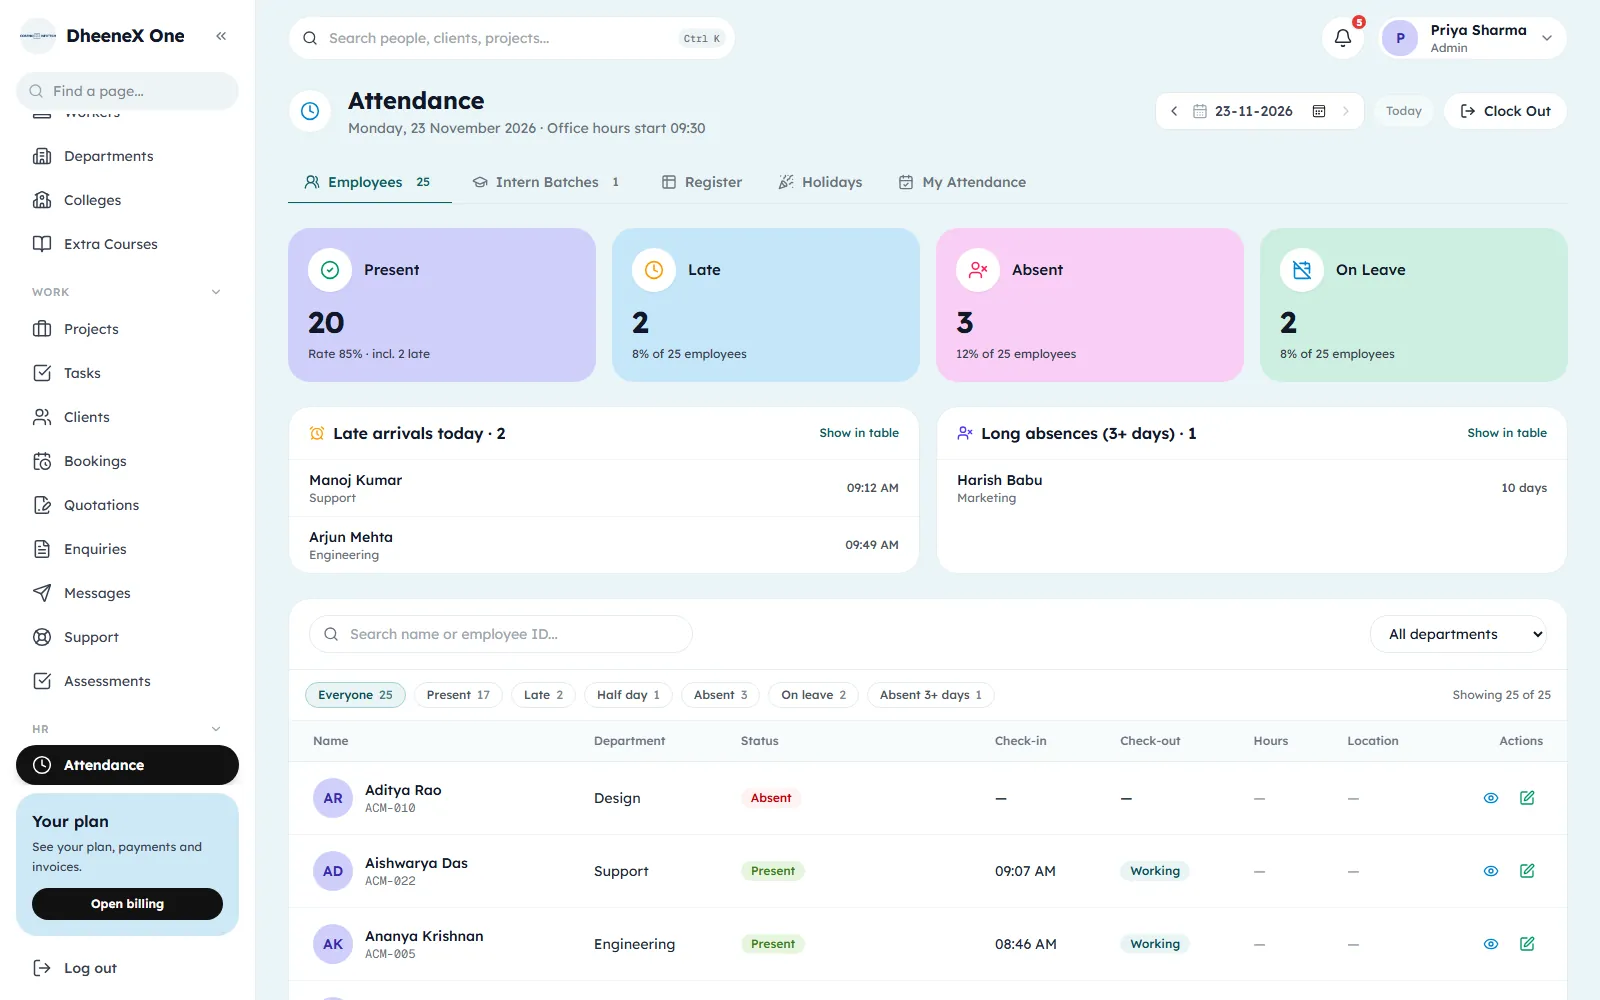 DheeneX One
Find a page...
Workers
Departments
Colleges
Extra Courses
WORK
Projects
Tasks
Clients
Bookings
Quotations
Enquiries
Messages
Support
Assessments
HR
Attendance
Your plan
See your plan, payments and
invoices.
Open billing
Log out
Search people, clients, projects...
Ctrl K
5
P
Priya Sharma
Admin
Attendance
Monday, 23 November 2026 · Office hours start 09:30
23-11-2026
Today
Clock Out
Employees 25
Intern Batches 1
Register
Holidays
My Attendance
Present
20
Rate 85% · incl. 2 late
Late
2
8% of 25 employees
Absent
3
12% of 25 employees
On Leave
2
8% of 25 employees
Late arrivals today · 2
Show in table
Manoj Kumar
Support
09:12 AM
Arjun Mehta
Engineering
09:49 AM
Long absences (3+ days) · 1
Show in table
Harish Babu
Marketing
10 days
Search name or employee ID...
All departments
Everyone 25
Present 17
Late 2
Half day 1
Absent 3
On leave 2
Absent 3+ days 1
Showing 25 of 25
Name Department Status Check-in Check-out Hours Location Actions
AR Aditya Rao
ACM-010
Design Absent — — — —
AD Aishwarya Das
ACM-022
Support Present 09:07 AM Working — —
AK Ananya Krishnan
ACM-005
Engineering Present 08:46 AM Working — —